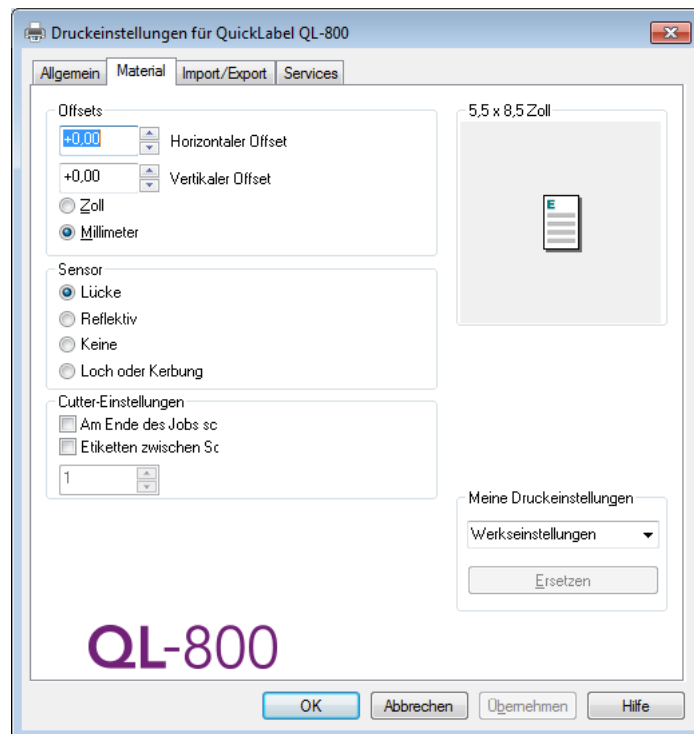 Druckeinstellungen für QuickLabel QL-800
Allgemein
Material
Import/Export
Services
Offsets
+0,00
Horizontaler Offset
+0,00
Vertikaler Offset
Zoll
Millimeter
Sensor
Lücke
Reflektiv
Keine
Loch oder Kerbung
Cutter-Einstellungen
Am Ende des Jobs sc
Etiketten zwischen Sc
1
5,5 x 8,5 Zoll
E
Meine Druckeinstellungen
Werkseinstellungen
Ersetzen
QL-800
OK
Abbrechen
Übernehmen
Hilfe